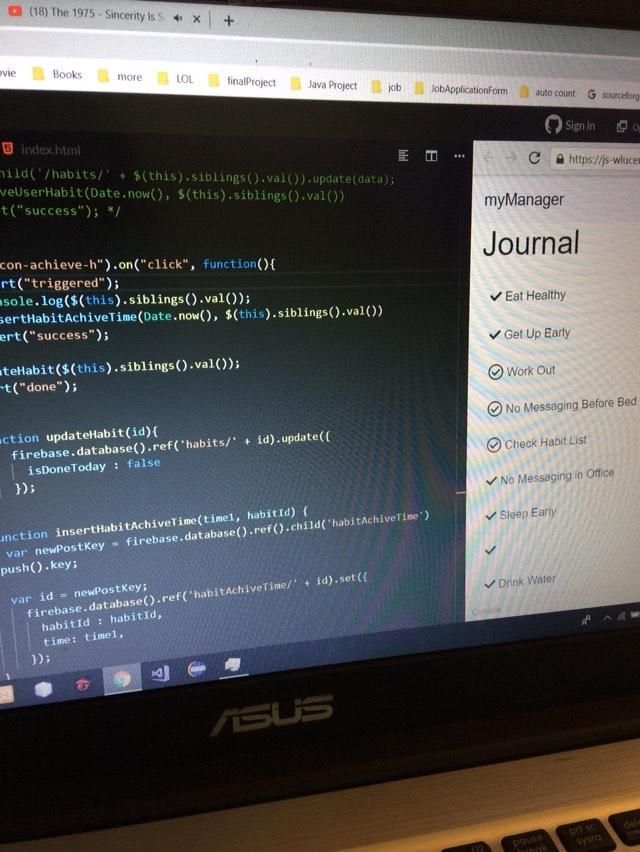 (18) The 1975 - Sincerity Is S
Books more LOL finalProject Java Project job JobApplicationForm auto count sourceforg
Sign in
index.html
https://js-wlucer
hild('/habits/' + $(this).siblings().val()).update(data);
veUserHabit(Date.now(), $(this).siblings().val())
t("success"); */
con-achieve-h").on("click", function(){
rt("triggered");
nsole.log($(this).siblings().val());
sertHabitAchiveTime(Date.now(), $(this).siblings().val())
ert("success");
ateHabit($(this).siblings().val());
t("done");
ction updateHabit(id){
firebase.database().ref('habits/' + id).update({
isDoneToday : false
});
unction insertHabitAchiveTime(time1, habitId) {
var newPostKey = firebase.database().ref().child('habitAchiveTime')
push().key;
var id = newPostKey;
firebase.database().ref('habitAchiveTime/' + id).set({
habitId : habitId,
time: time1,
});
}
myManager
Journal
Eat Healthy
Get Up Early
Work Out
No Messaging Before Bed
Check Habit List
No Messaging in Office
Sleep Early
Drink Water
Console
ASUS
pause
prt sc
sysrq
del